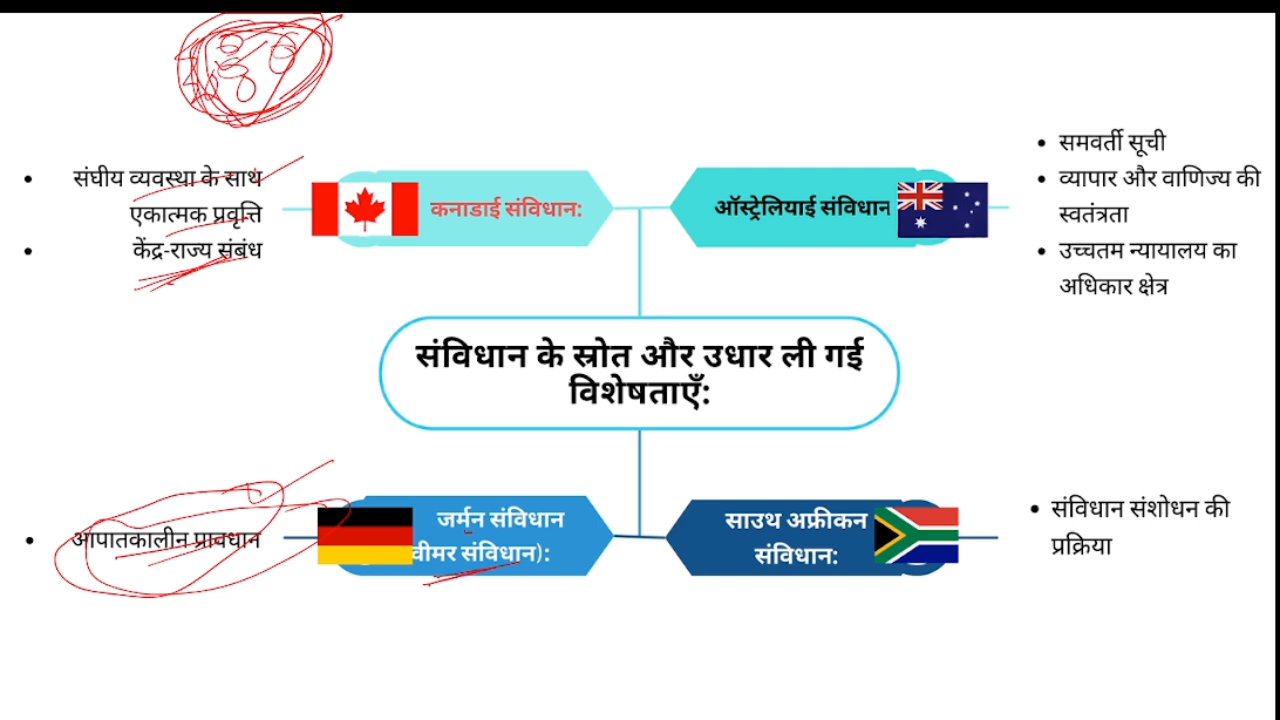 संघीय व्यवस्था के साथ
एकात्मक प्रवृत्ति
केंद्र-राज्य संबंध
कनाडाई संविधान:
ऑस्ट्रेलियाई संविधान
समवर्ती सूची
व्यापार और वाणिज्य की
स्वतंत्रता
उच्चतम न्यायालय का
अधिकार क्षेत्र
संविधान के स्रोत और उधार ली गई
विशेषताएँ:
आपातकालीन प्रावधान
जर्मन संविधान
वीमर संविधान):
साउथ अफ्रीकन
संविधान:
संविधान संशोधन की
प्रक्रिया